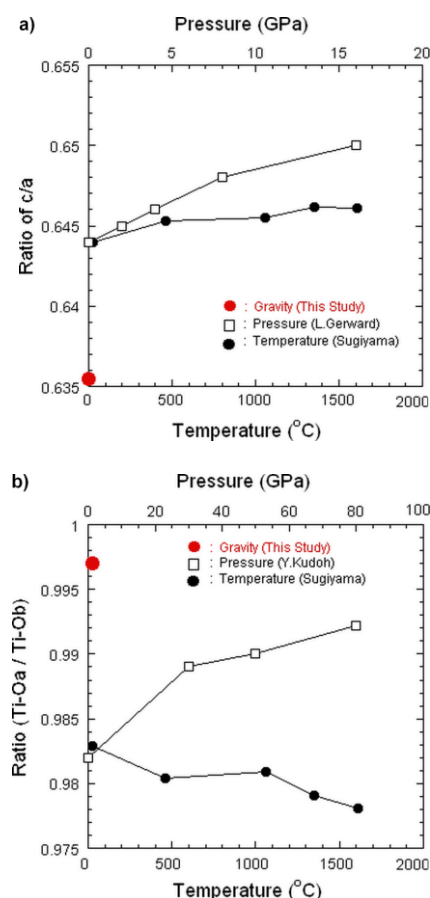 a)
Pressure (GPa)
0 5 10 15 20
0.655
0.65
0.645
0.64
0.635
Ratio of c/a
: Gravity (This Study)
: Pressure (L.Gerward)
: Temperature (Sugiyama)
0 500 1000 1500 2000
Temperature (°C)
b)
Pressure (GPa)
0 20 40 60 80 100
1
0.995
0.99
0.985
0.98
0.975
Ratio (Ti-Oa / Ti-Ob)
: Gravity (This Study)
: Pressure (Y.Kudoh)
: Temperature (Sugiyama)
0 500 1000 1500 2000
Temperature (°C)